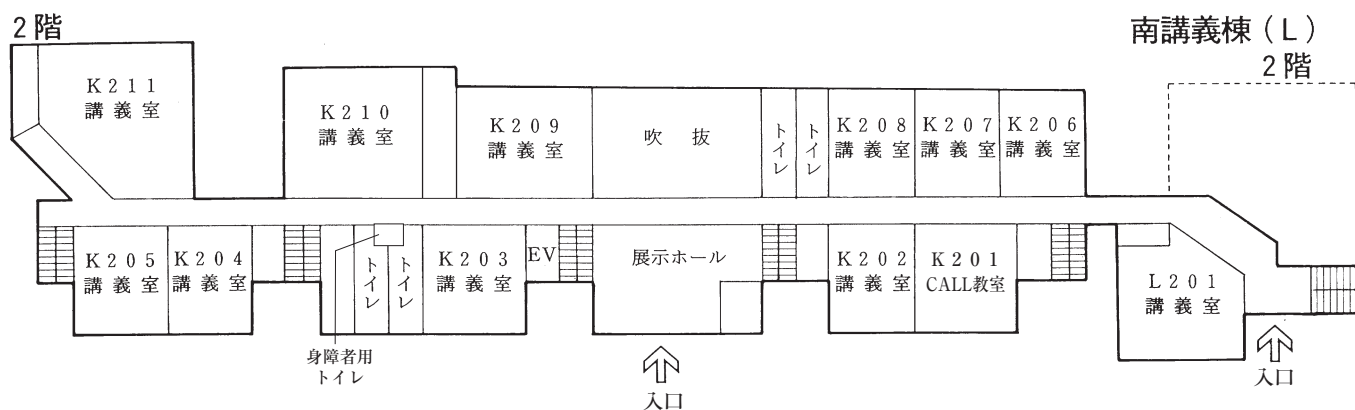 2階
南講義棟(L)
2階
K211
講義室
K210
講義室
K209
講義室
吹抜
トイレ
トイレ
K208
講義室
K207
講義室
K206
講義室
K205
講義室
K204
講義室
トイレ
トイレ
K203
講義室
EV
展示ホール
K202
講義室
K201
CALL教室
L201
講義室
身障者用
トイレ
入口
入口